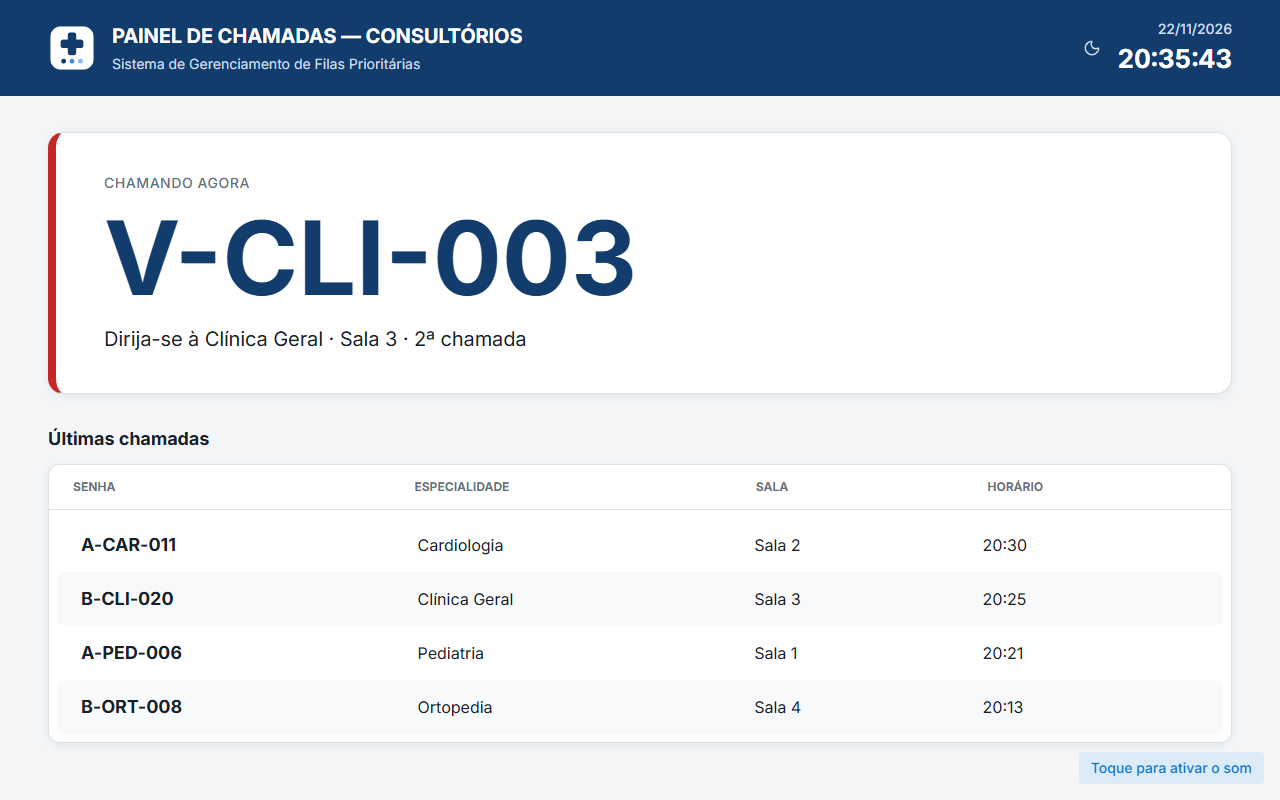 PAINEL DE CHAMADAS — CONSULTÓRIOS
Sistema de Gerenciamento de Filas Prioritárias
22/11/2026
20:35:43
CHAMANDO AGORA
V-CLI-003
Dirija-se à Clínica Geral · Sala 3 · 2ª chamada
Últimas chamadas
SENHA ESPECIALIDADE SALA HORÁRIO
A-CAR-011 Cardiologia Sala 2 20:30
B-CLI-020 Clínica Geral Sala 3 20:25
A-PED-006 Pediatria Sala 1 20:21
B-ORT-008 Ortopedia Sala 4 20:13
Toque para ativar o som